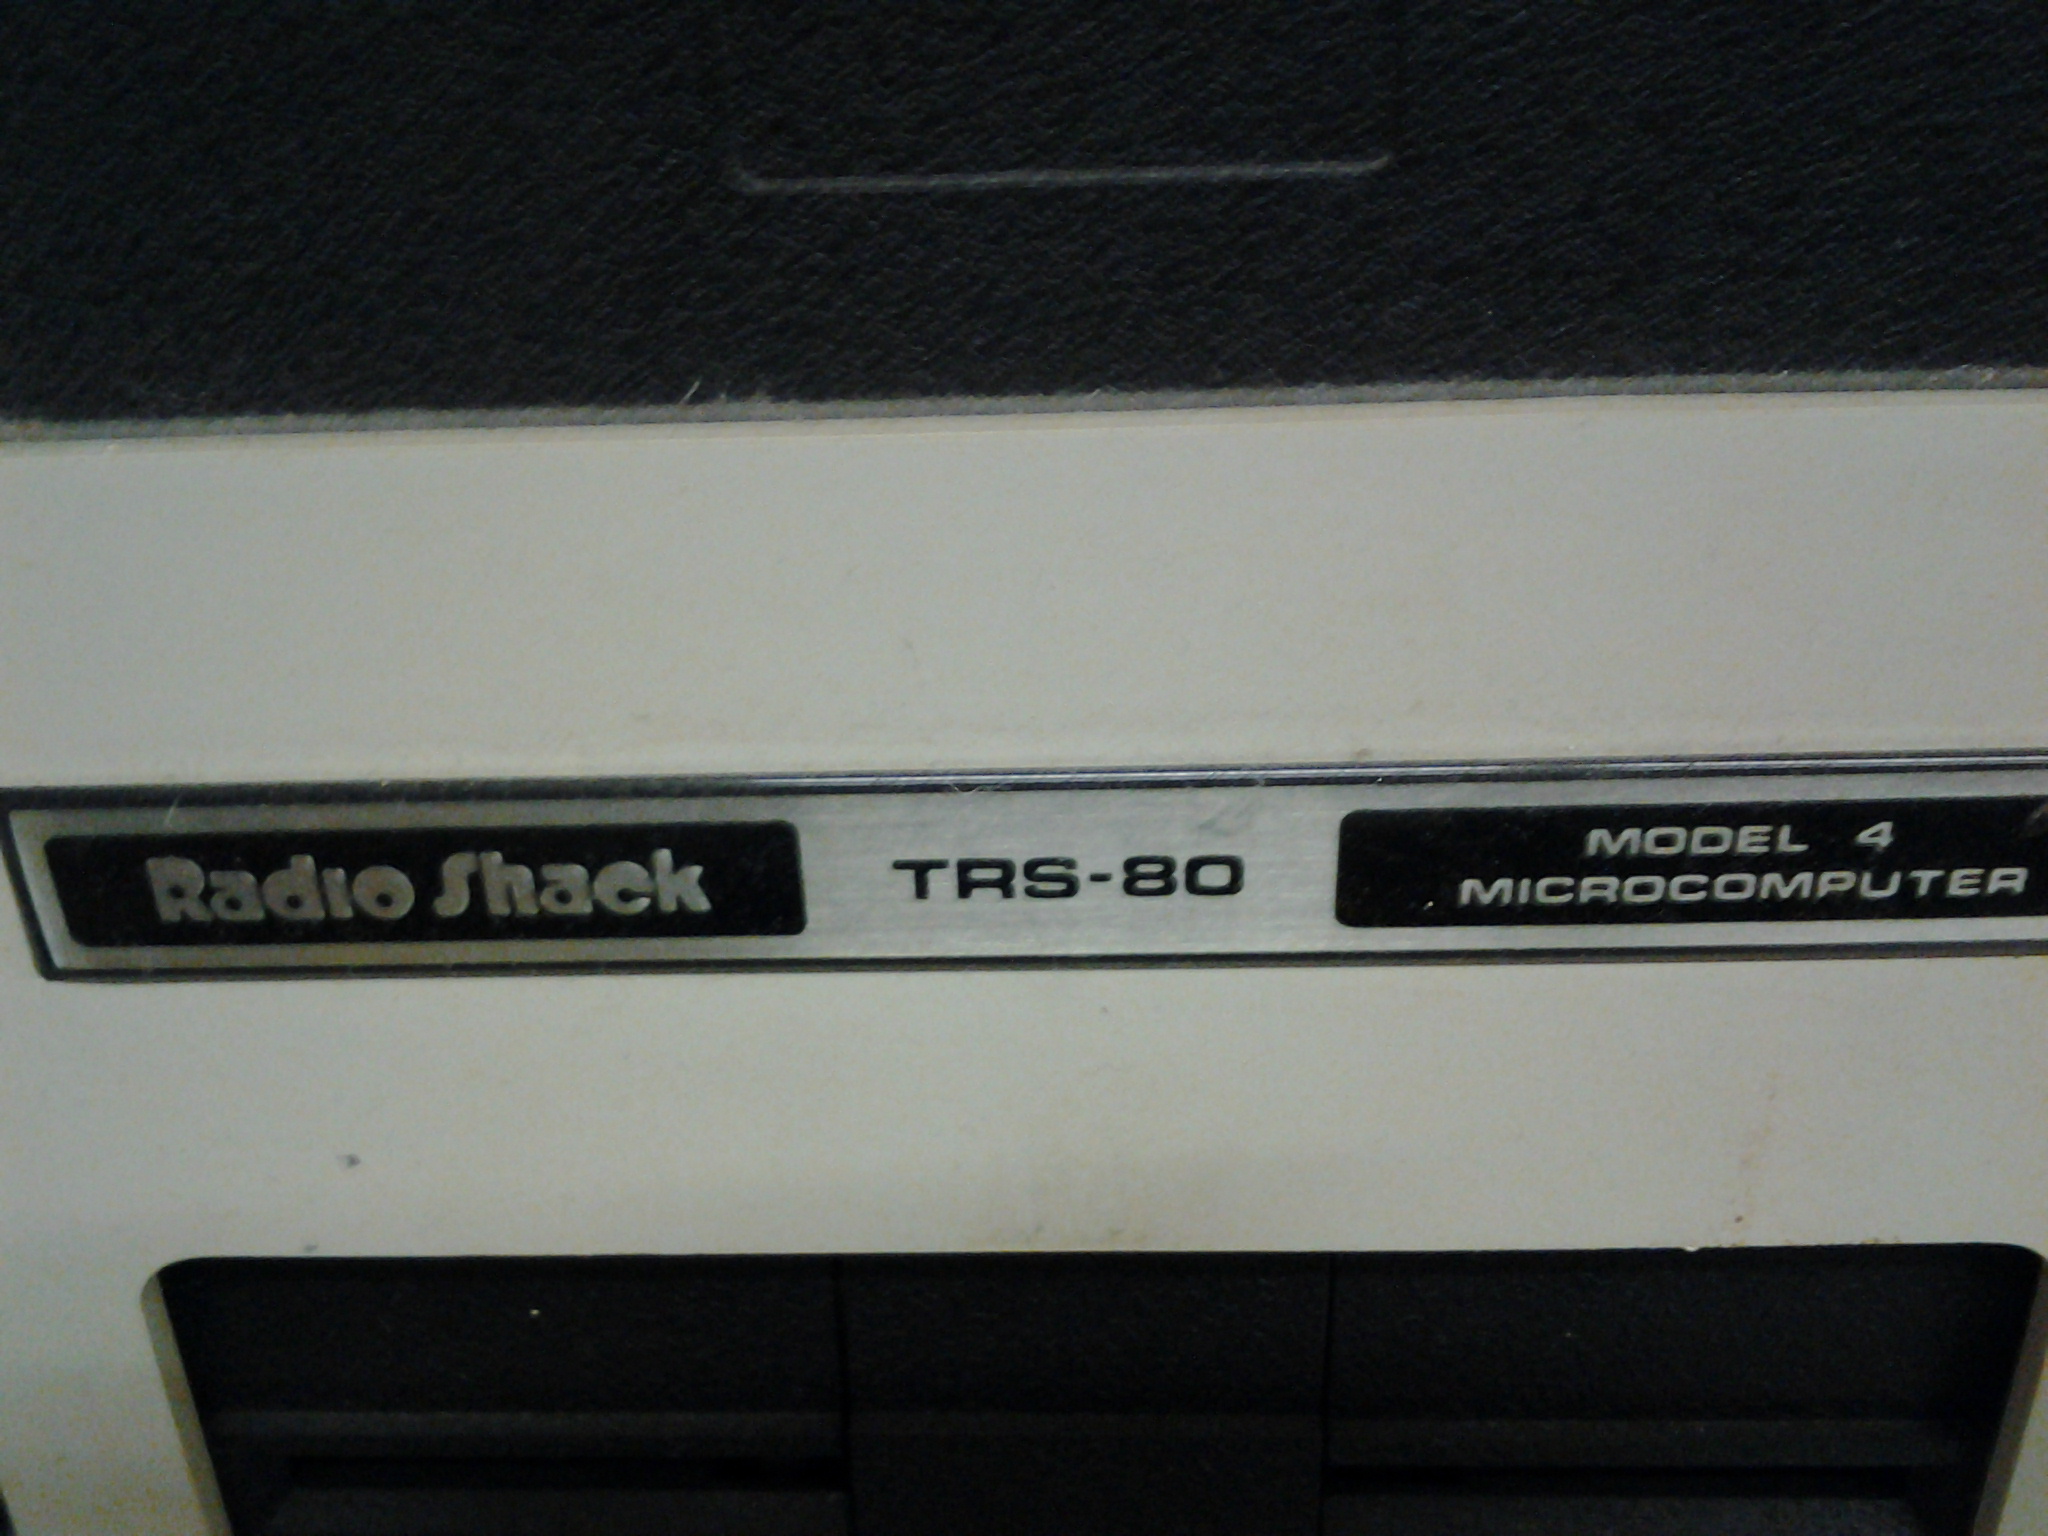 Radio Shack
TRS-80
MODEL 4
MICROCOMPUTER